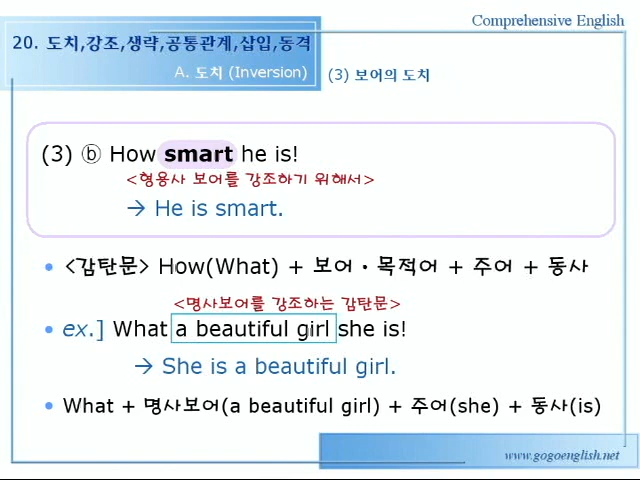 Comprehensive English
20. 도치,강조,생략,공통관계,삽입,동격
A. 도치 (Inversion)
(3) 보어의 도치
(3) ⓑ How smart he is!
<형용사 보어를 강조하기 위해서>
→ He is smart.
• <감탄문> How(What) + 보어·목적어 + 주어 + 동사
<명사보어를 강조하는 감탄문>
• ex.] What a beautiful girl she is!
→ She is a beautiful girl.
• What + 명사보어(a beautiful girl) + 주어(she) + 동사(is)
www.gogoenglish.net